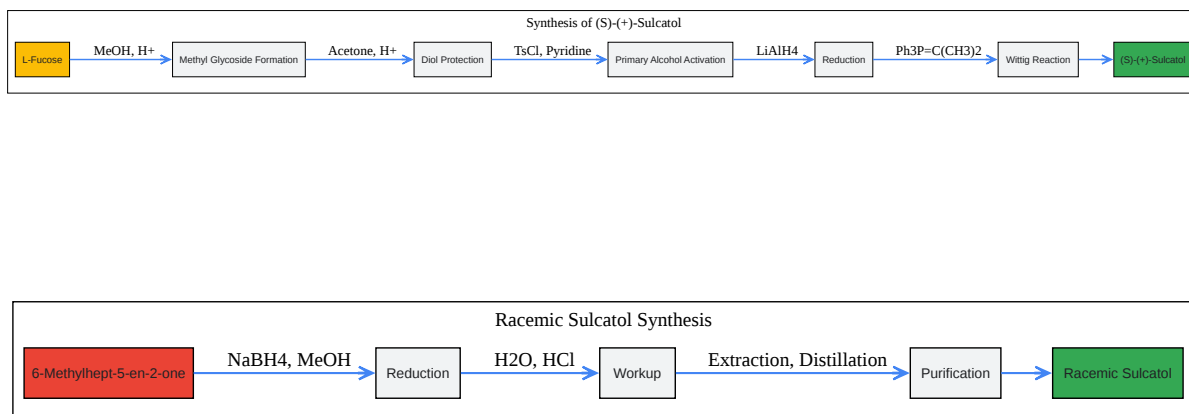 Synthesis of (S)-(+)-Sulcatol
MeOH, H+
Acetone, H+
TsCl, Pyridine
LiAlH4
Ph3P=C(CH3)2
L-Fucose
Methyl Glycoside Formation
Diol Protection
Primary Alcohol Activation
Reduction
Wittig Reaction
(S)-(+)-Sulcatol
Racemic Sulcatol Synthesis
NaBH4, MeOH
H2O, HCl
Extraction, Distillation
6-Methylhept-5-en-2-one
Reduction
Workup
Purification
Racemic Sulcatol